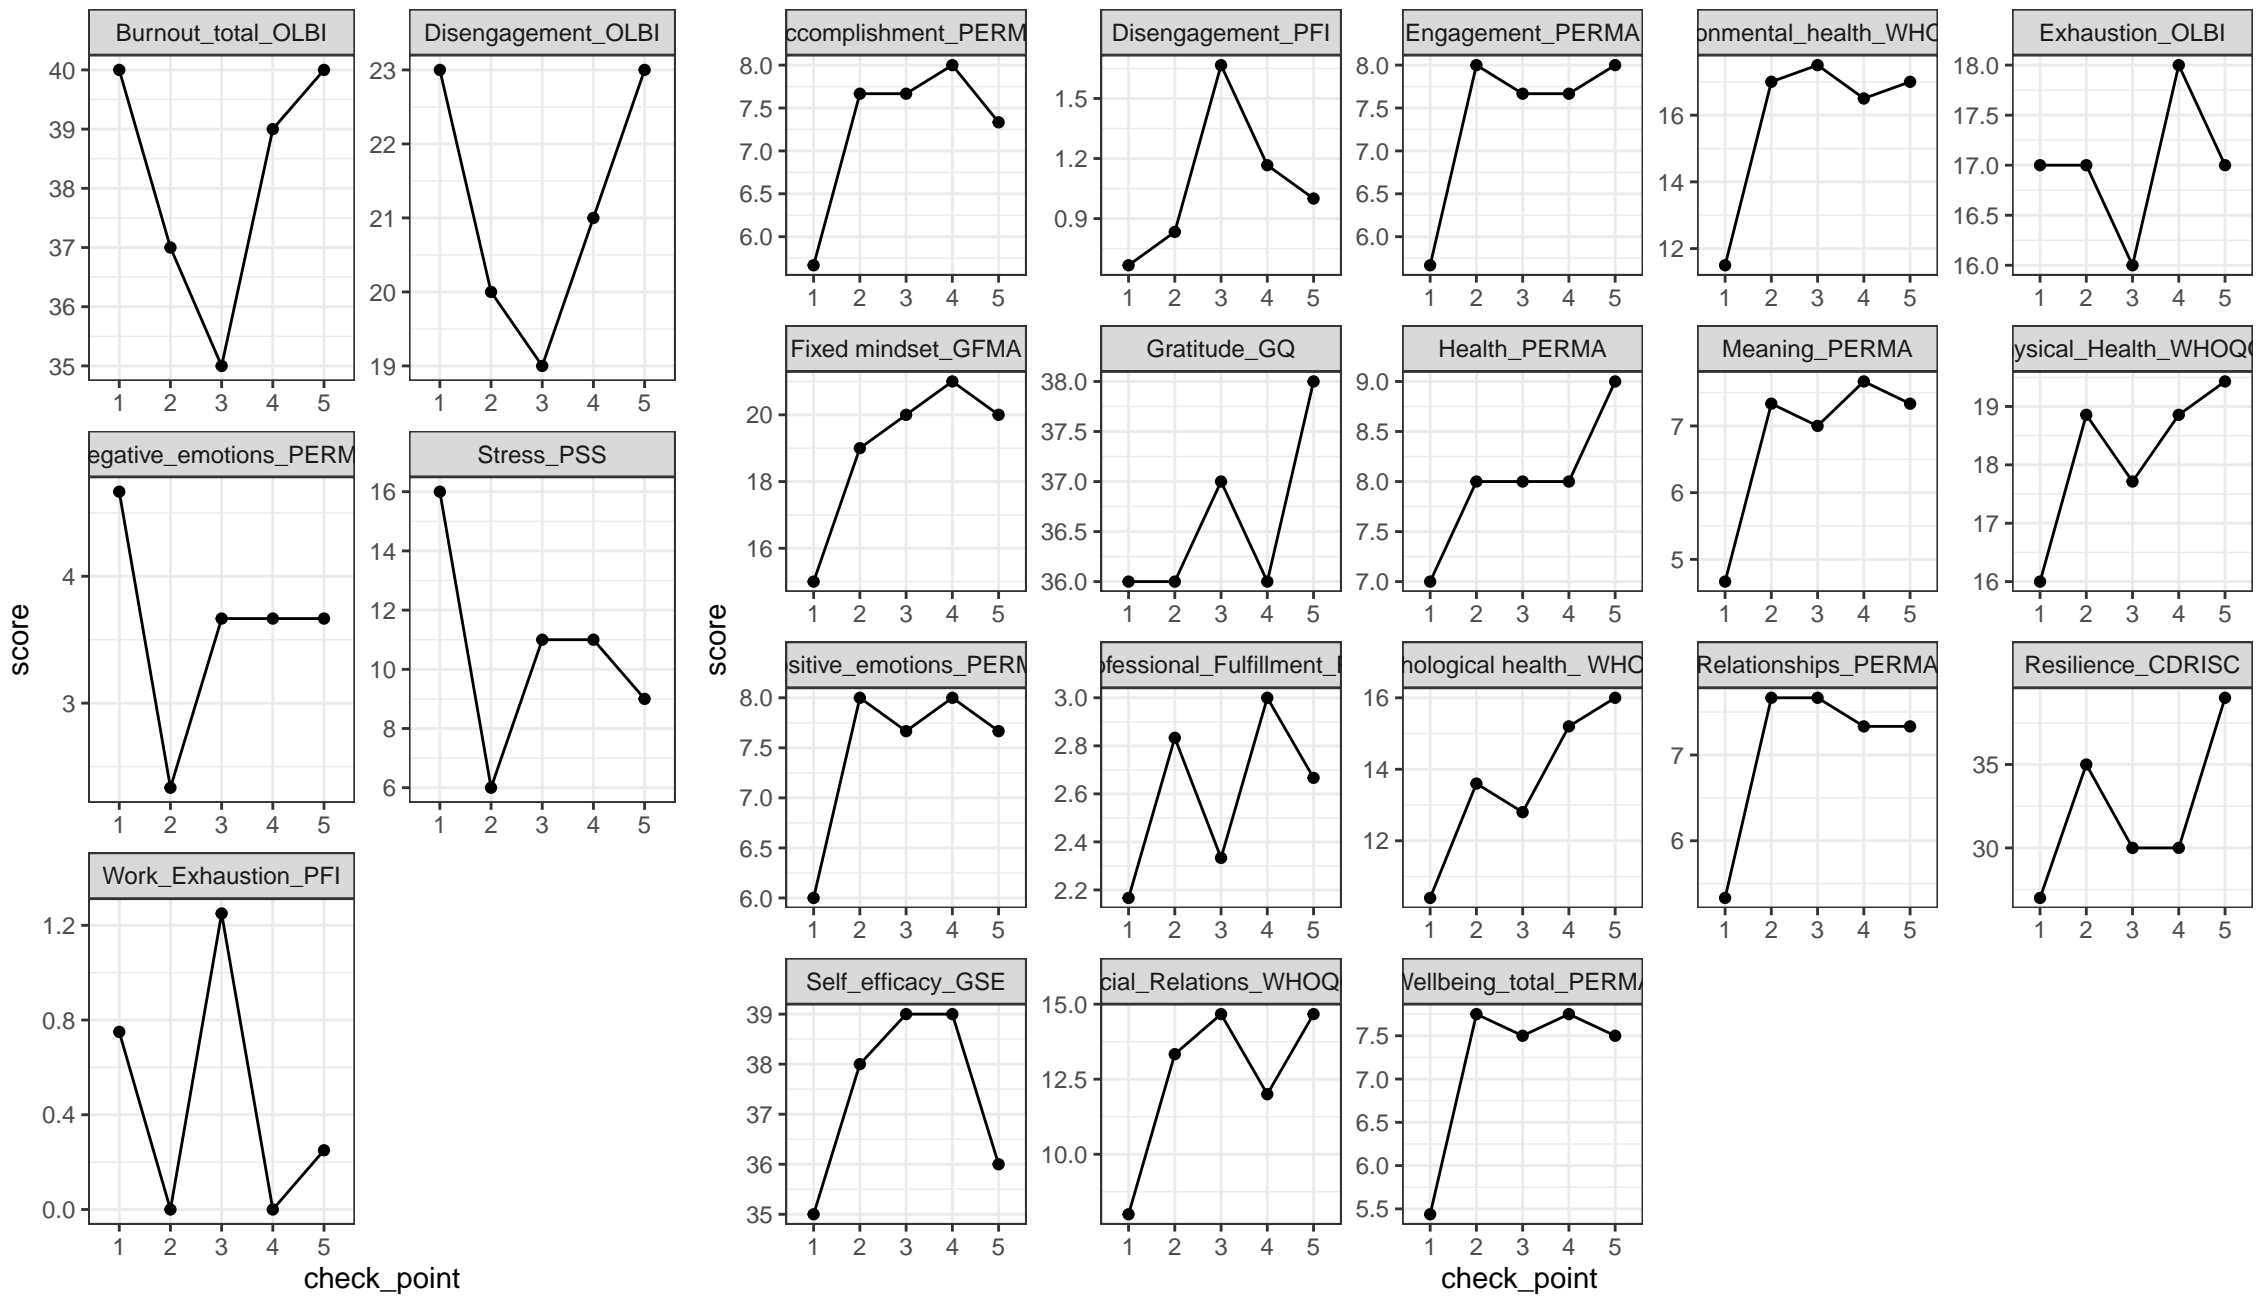 Burnout_total_OLBI
40
39
38
37
36
35
1 2 3 4 5
Disengagement_OLBI
23
22
21
20
19
1 2 3 4 5
egative_emotions_PERM
4
3
1 2 3 4 5
Stress_PSS
16
14
12
10
8
6
1 2 3 4 5
Work_Exhaustion_PFI
1.2
0.8
0.4
0.0
1 2 3 4 5
score
check_point
ccomplishment_PERM
8.0
7.5
7.0
6.5
6.0
1 2 3 4 5
Disengagement_PFI
1.5
1.2
0.9
1 2 3 4 5
Engagement_PERMA
8.0
7.5
7.0
6.5
6.0
1 2 3 4 5
onmental_health_WHO
16
14
12
1 2 3 4 5
Exhaustion_OLBI
18.0
17.5
17.0
16.5
16.0
1 2 3 4 5
Fixed mindset_GFMA
20
18
16
1 2 3 4 5
Gratitude_GQ
38.0
37.5
37.0
36.5
36.0
1 2 3 4 5
Health_PERMA
9.0
8.5
8.0
7.5
7.0
1 2 3 4 5
Meaning_PERMA
7
6
5
1 2 3 4 5
ysical_Health_WHOQ
19
18
17
16
1 2 3 4 5
sitive_emotions_PERM
8.0
7.5
7.0
6.5
6.0
1 2 3 4 5
ofessional_Fulfillment_
3.0
2.8
2.6
2.4
2.2
1 2 3 4 5
hological health_ WHO
16
14
12
1 2 3 4 5
Relationships_PERMA
7
6
1 2 3 4 5
Resilience_CDRISC
35
30
1 2 3 4 5
Self_efficacy_GSE
39
38
37
36
35
1 2 3 4 5
cial_Relations_WHOQ
15.0
12.5
10.0
1 2 3 4 5
Wellbeing_total_PERMA
7.5
7.0
6.5
6.0
5.5
1 2 3 4 5
score
check_point